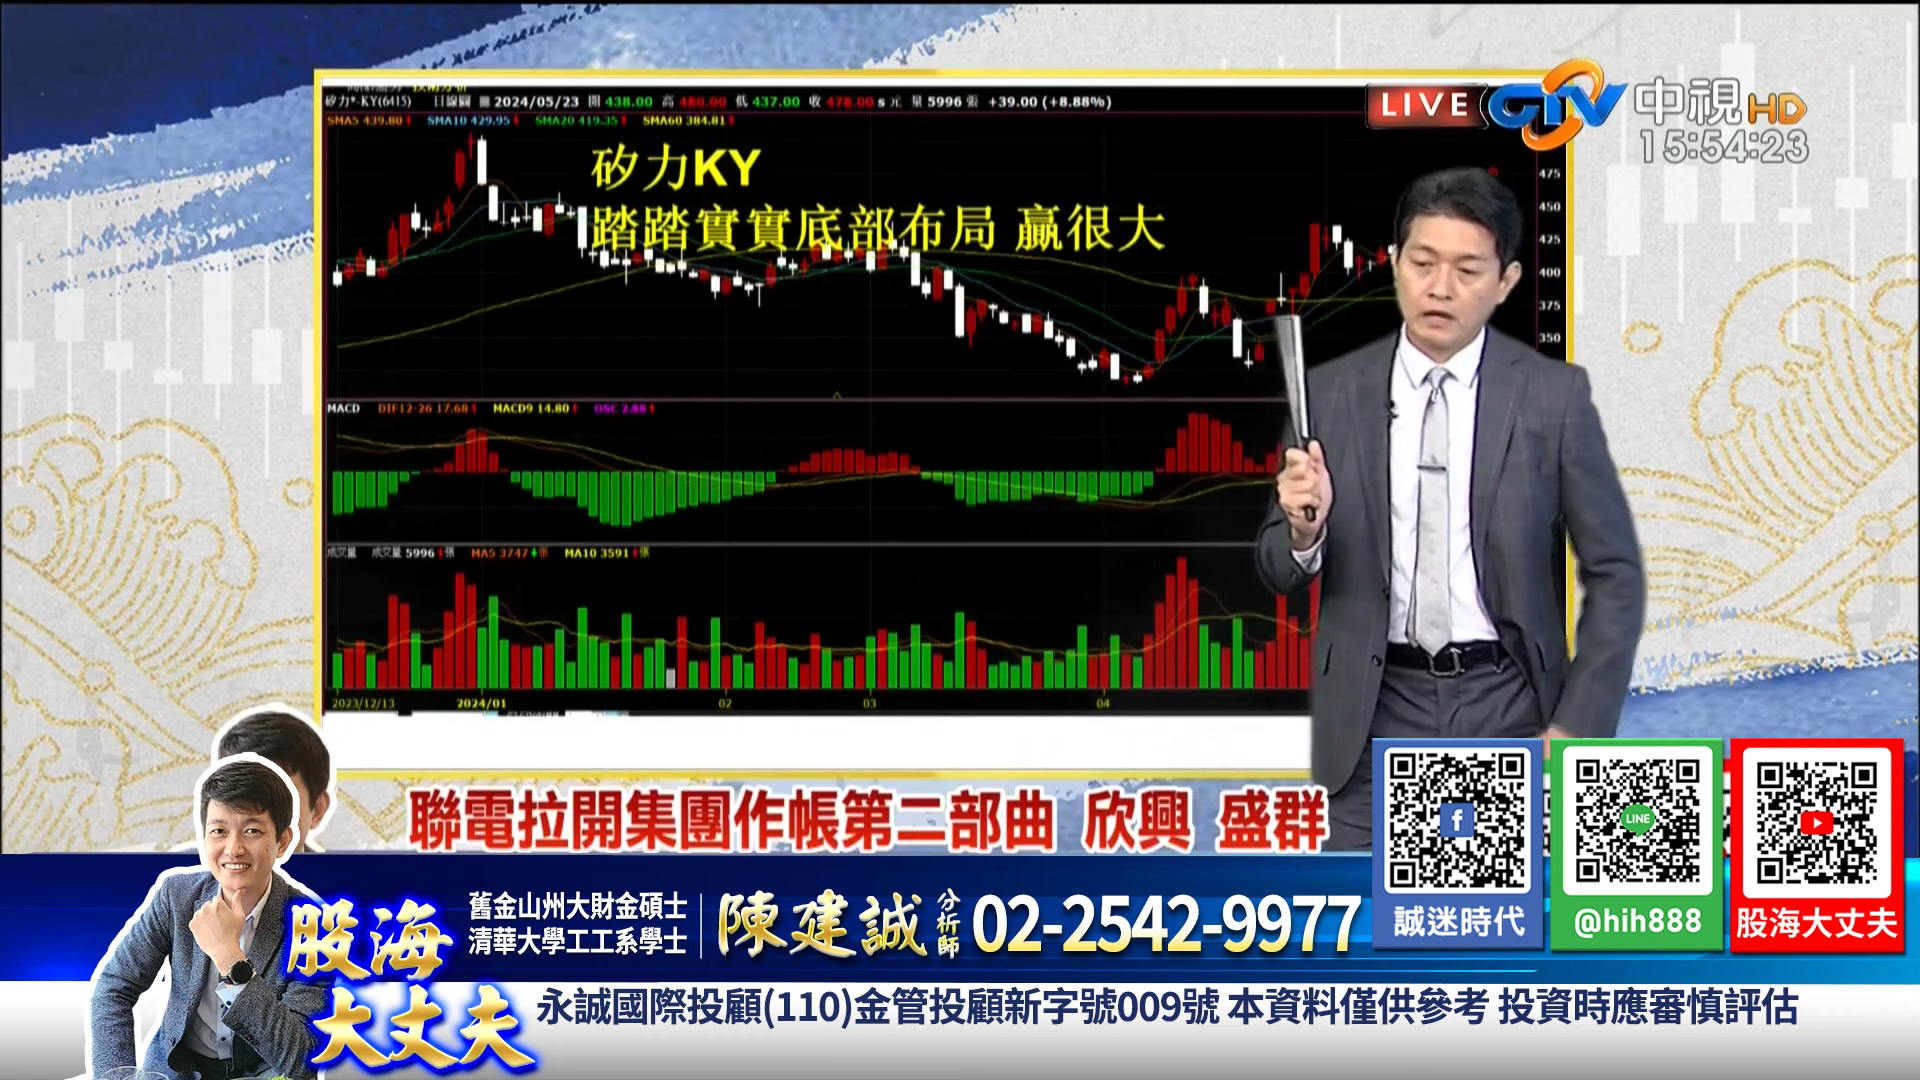 矽力*-KY(6415) 日線圖 2024/05/23 開 438.00 高 480.00 低 437.00 收 478.00 s 元 量 5996 張 +39.00 (+8.88%)
SMA5 439.80 SMA10 429.95 SMA20 419.35 SMA60 384.81
LIVE
CTV 中視HD
15:54:23
矽力KY
踏踏實實底部布局 贏很大
475
450
425
400
375
350
MACD DIF12-26 17.68 MACD9 14.80 OSC 2.88
成交量 成交量 5996 張 MA5 3747 張 MA10 3591 張
2023/12/13 2024/01 02 03 04
聯電拉開集團作帳第二部曲 欣興 盛群
股海
大丈夫
舊金山州大財金碩士
清華大學工工系學士
陳建誠 分析師 02-2542-9977
LINE
誠迷時代
@hih888
股海大丈夫
永誠國際投顧(110)金管投顧新字號009號 本資料僅供參考 投資時應審慎評估